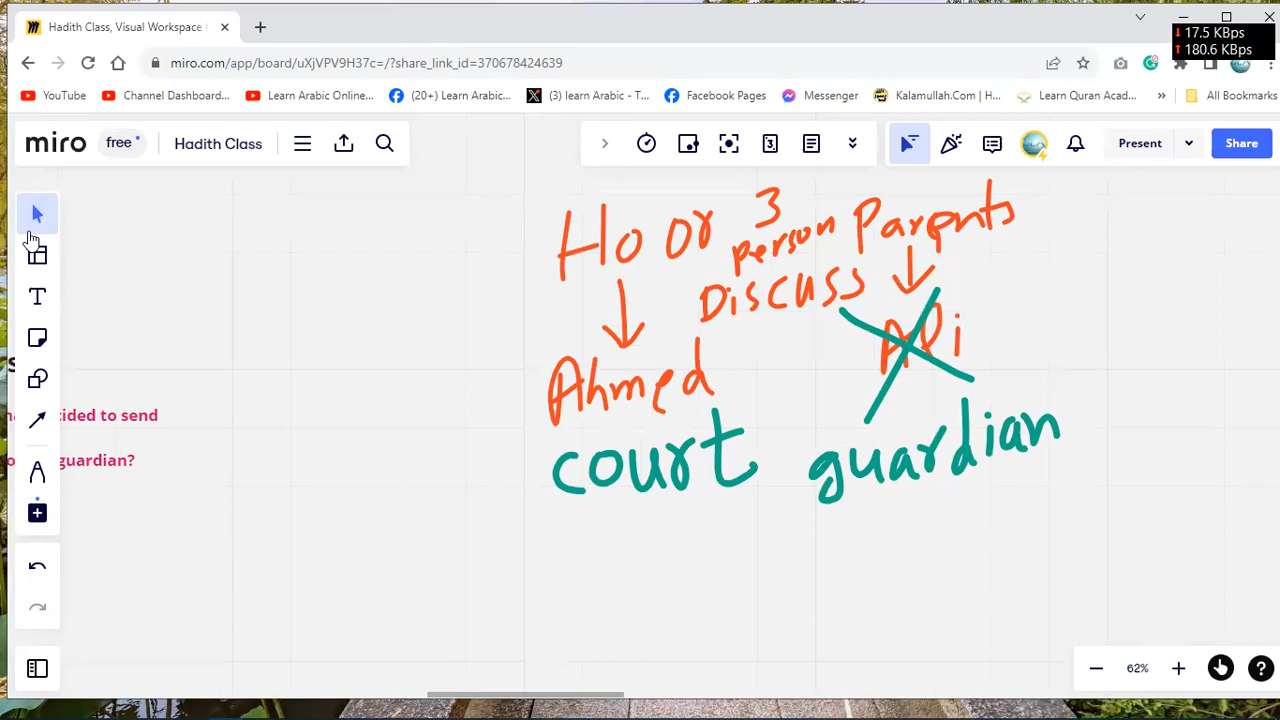 Hadith Class, Visual Workspace
17.5 KBps
180.6 KBps
miro.com/app/board/uXjVPV9H37c=/?share_link_id=370678424639
YouTube
Channel Dashboard...
Learn Arabic Online...
(20+) Learn Arabic...
(3) learn Arabic - T...
Facebook Pages
Messenger
Kalamullah.Com | H...
Learn Quran Acade...
»
All Bookmarks
miro
free
Hadith Class
Present
Share
Ho or 3 person Parents
Discuss
Ahmed
Ali
court guardian
cided to send
guardian?
62%